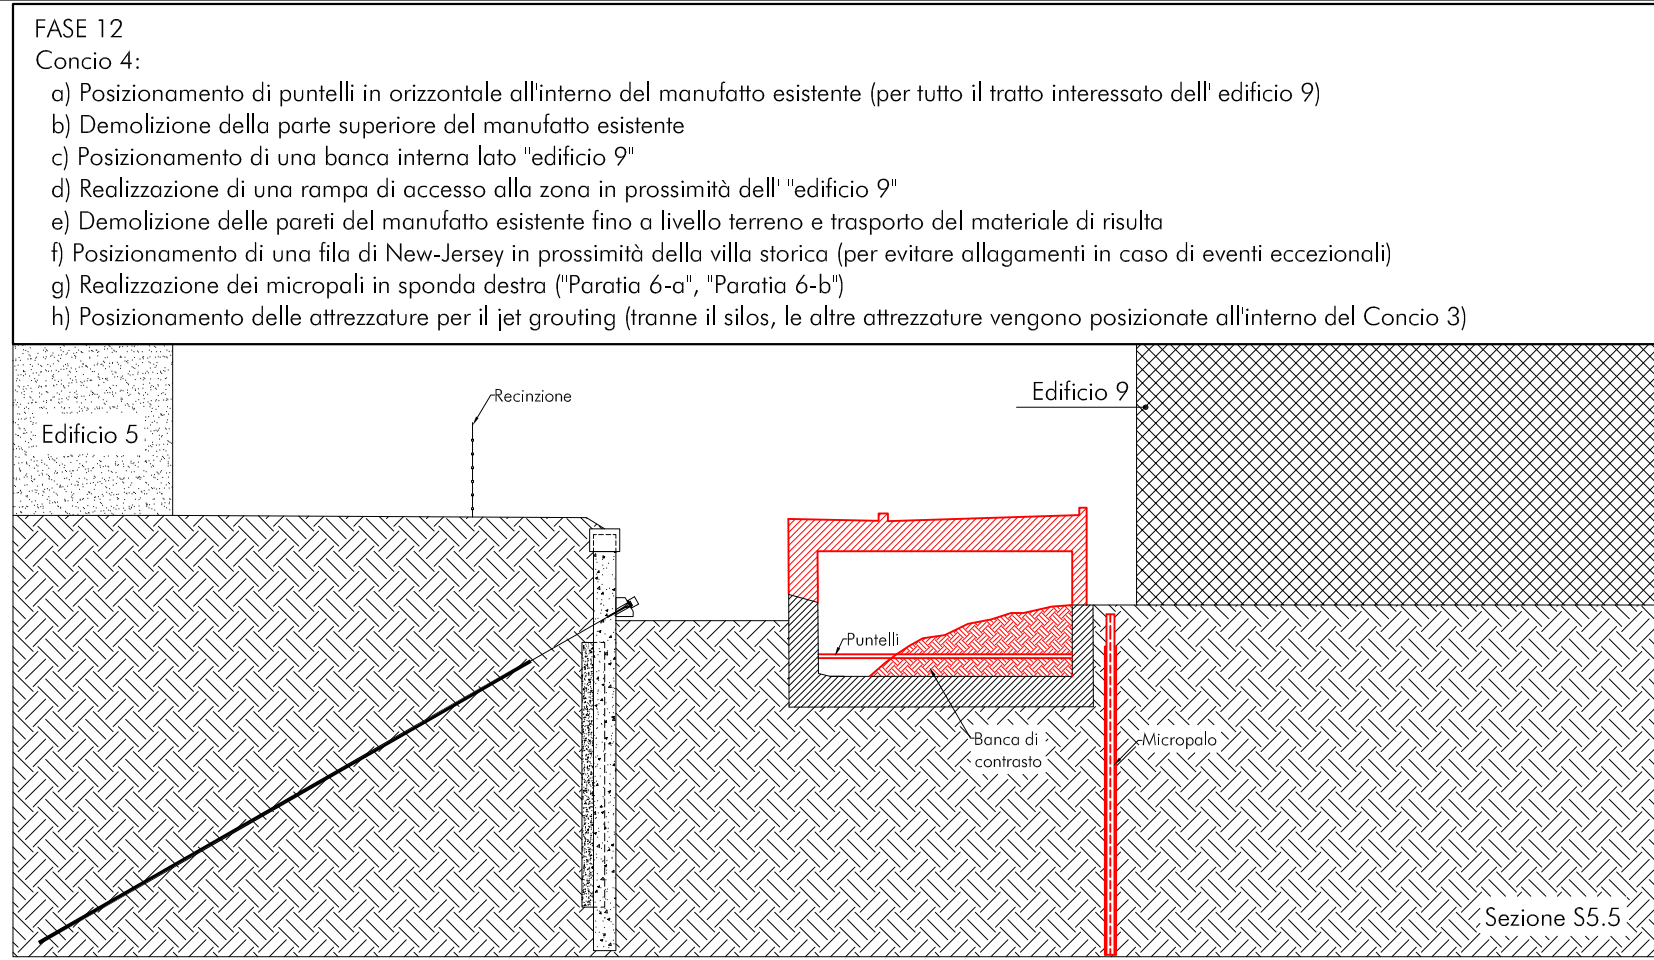 FASE 12
Concio 4:
a) Posizionamento di puntelli in orizzontale all'interno del manufatto esistente (per tutto il tratto interessato dell' edificio 9)
b) Demolizione della parte superiore del manufatto esistente
c) Posizionamento di una banca interna lato "edificio 9"
d) Realizzazione di una rampa di accesso alla zona in prossimità dell' "edificio 9"
e) Demolizione delle pareti del manufatto esistente fino a livello terreno e trasporto del materiale di risulta
f) Posizionamento di una fila di New-Jersey in prossimità della villa storica (per evitare allagamenti in caso di eventi eccezionali)
g) Realizzazione dei micropali in sponda destra ("Paratia 6-a", "Paratia 6-b")
h) Posizionamento delle attrezzature per il jet grouting (tranne il silos, le altre attrezzature vengono posizionate all'interno del Concio 3)
Recinzione
Edificio 9
Edificio 5
Puntelli
Banca di
contrasto
Micropalo
Sezione S5.5